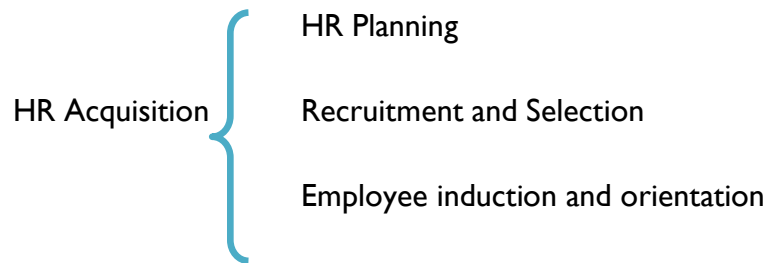 HR Planning
HR Acquisition
Recruitment and Selection
Employee induction and orientation